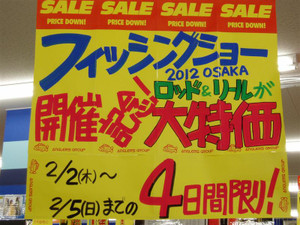 SALE SALE SALE SALE
PRICE DOWN! PRICE DOWN! PRICE DOWN! PRICE DOWN!
フィッシングショー
2012 OSAKA
開催記念
ロッド&リールが
大特価
2/2(木)〜
2/5(日)までの
4日間限り!